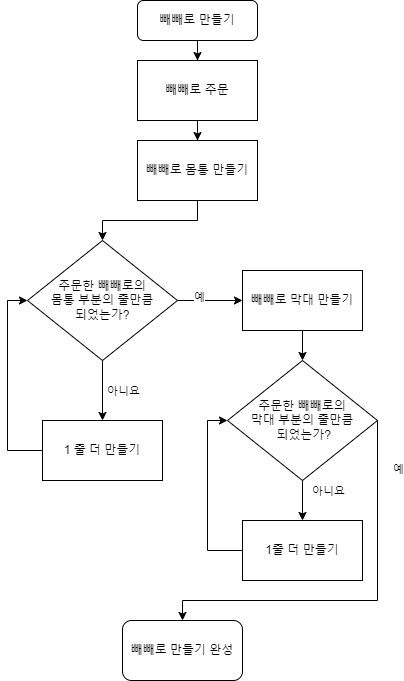 빼빼로 만들기
빼빼로 주문
빼빼로 몸통 만들기
주문한 빼빼로의
몸통 부분의 줄만큼
되었는가?
예
빼빼로 막대 만들기
아니요
1 줄 더 만들기
주문한 빼빼로의
막대 부분의 줄만큼
되었는가?
예
아니요
1줄 더 만들기
빼빼로 만들기 완성